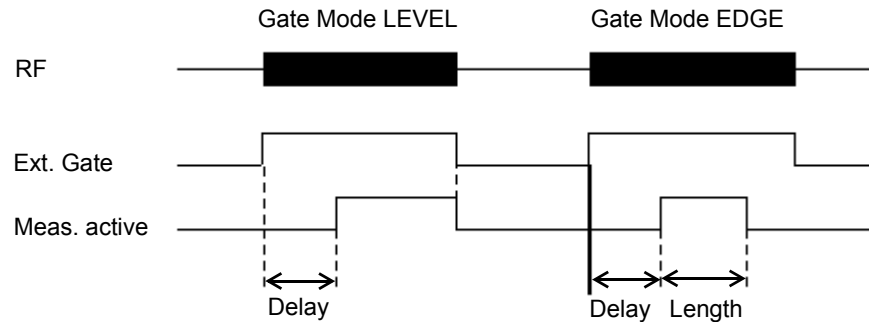 Gate Mode LEVEL Gate Mode EDGE
RF
Ext. Gate
Meas. active
Delay Delay Length